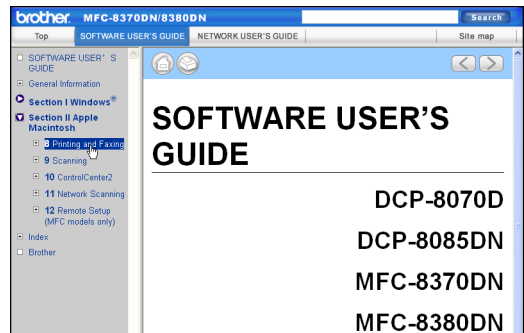 brother MFC-8370DN/8380DN Search
Top SOFTWARE USER'S GUIDE NETWORK USER'S GUIDE Site map
SOFTWARE USER' S
GUIDE
General Information
Section I Windows®
Section II Apple
Macintosh
8 Printing and Faxing
9 Scanning
10 ControlCenter2
11 Network Scanning
12 Remote Setup
(MFC models only)
Index
Brother
SOFTWARE USER'S
GUIDE
DCP-8070D
DCP-8085DN
MFC-8370DN
MFC-8380DN